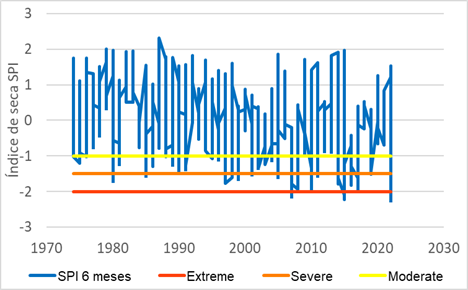 3
2
1
0
-1
-2
-3
Índice de seca SPI
1970
1980
1990
2000
2010
2020
2030
SPI 6 meses
Extreme
Severe
Moderate